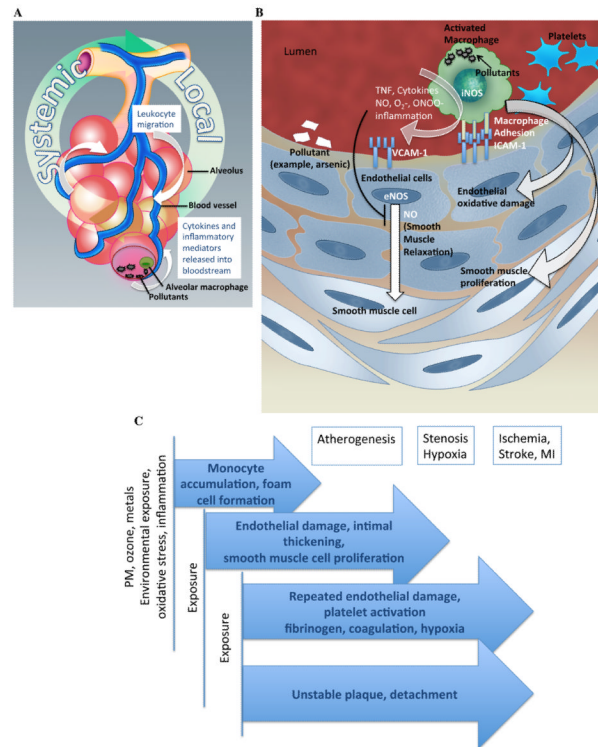 A
Systemic
Local
Leukocyte
migration
Alveolus
Blood vessel
Cytokines and
inflammatory
mediators
released into
bloodstream
Alveolar macrophage
Pollutants
B
Lumen
Activated
Macrophage
Platelets
Pollutants
iNOS
TNF, Cytokines
NO, O₂-, ONOO-
inflammation
Macrophage
Adhesion
ICAM-1
Pollutant
(example, arsenic)
VCAM-1
Endothelial cells
eNOS
Endothelial
oxidative damage
NO
(Smooth
Muscle
Relaxation)
Smooth muscle
proliferation
Smooth muscle cell
C
Atherogenesis
Stenosis
Hypoxia
Ischemia,
Stroke, MI
PM, ozone, metals
Environmental exposure,
oxidative stress, inflammation
Monocyte
accumulation, foam
cell formation
Exposure
Endothelial damage, intimal
thickening,
smooth muscle cell proliferation
Exposure
Repeated endothelial damage,
platelet activation
fibrinogen, coagulation, hypoxia
Unstable plaque, detachment